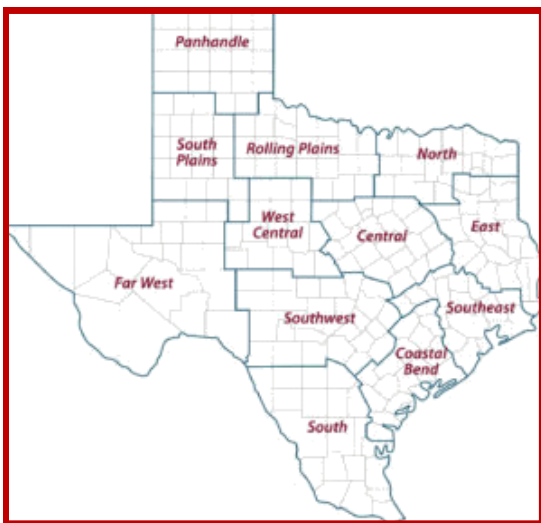 Panhandle
South
Plains
Rolling Plains
North
West
Central
Central
East
Far West
Southwest
Southeast
Coastal
Bend
South